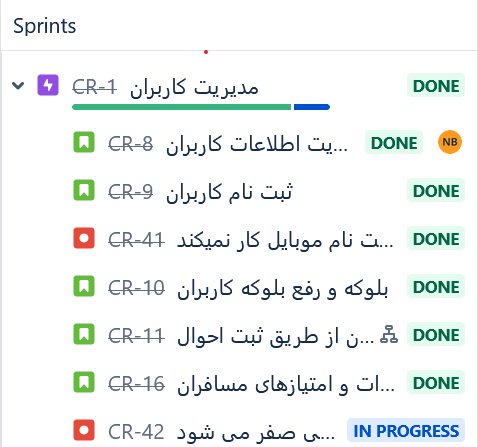 Sprints
CR-1 مدیریت کاربران DONE
CR-8 یت اطلاعات کاربران... DONE NB
CR-9 ثبت نام کاربران DONE
CR-41 ت نام موبایل کار نمیکند... DONE
CR-10 بلوکه و رفع بلوکه کاربران DONE
CR-11 ن از طریق ثبت احوال... DONE
CR-16 ات و امتیازهای مسافران... DONE
CR-42 ی صفر می شود... IN PROGRESS